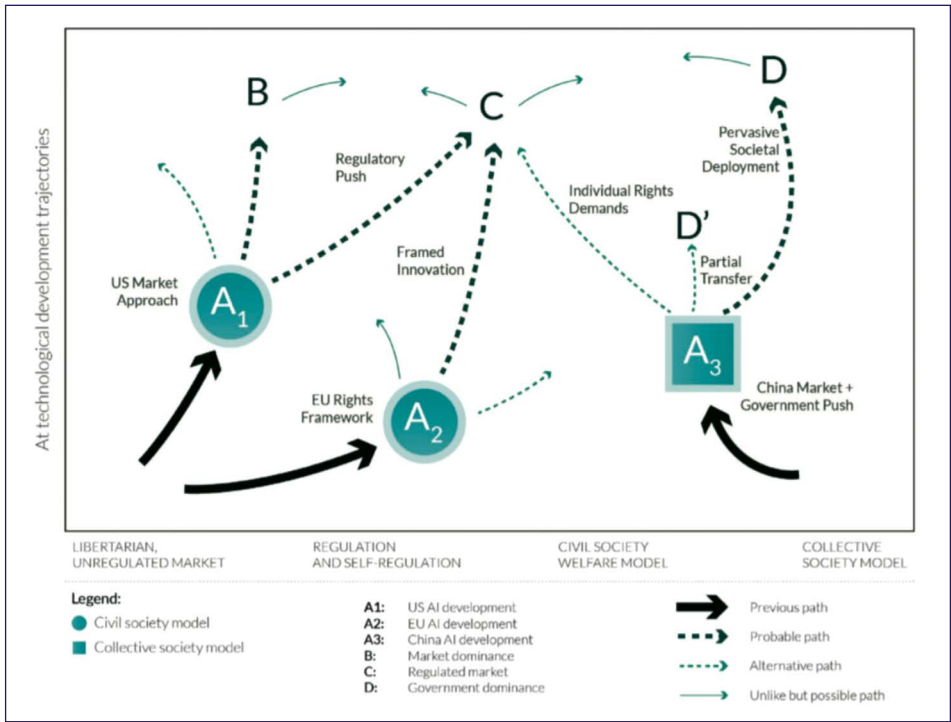 At technological development trajectories
B
C
D
Regulatory
Push
Pervasive
Societal
Deployment
Individual Rights
Demands
D’
Framed
Innovation
Partial
Transfer
US Market
Approach
A1
A3
EU Rights
Framework
A2
China Market +
Government Push
LIBERTARIAN,
UNREGULATED MARKET
REGULATION
AND SELF-REGULATION
CIVIL SOCIETY
WELFARE MODEL
COLLECTIVE
SOCIETY MODEL
Legend:
Civil society model
Collective society model
A1: US AI development
A2: EU AI development
A3: China AI development
B: Market dominance
C: Regulated market
D: Government dominance
Previous path
Probable path
Alternative path
Unlike but possible path